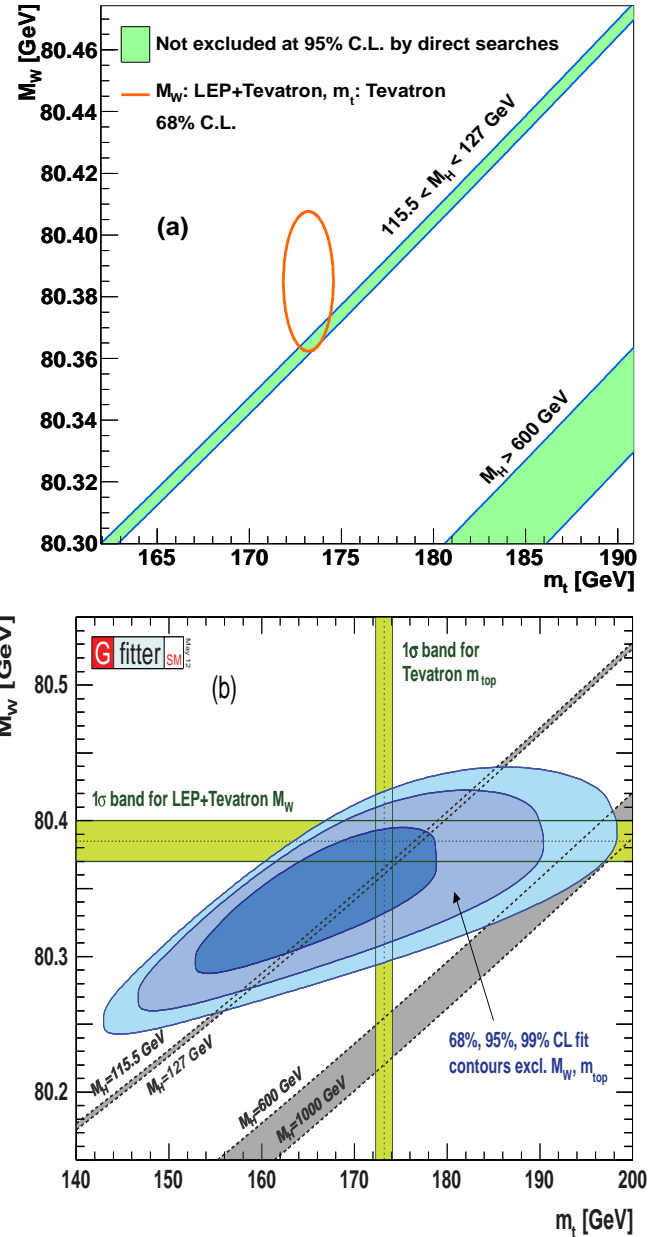 M_W [GeV]
80.46
80.44
80.42
80.40
80.38
80.36
80.34
80.32
80.30
Not excluded at 95% C.L. by direct searches
M_W: LEP+Tevatron, m_t: Tevatron
68% C.L.
(a)
115.5 < M_H < 127 GeV
M_H > 600 GeV
165 170 175 180 185 190
m_t [GeV]
M_W [GeV]
80.5
80.4
80.3
80.2
G fitter SM
May 12
(b)
1σ band for
Tevatron m_top
1σ band for LEP+Tevatron M_W
68%, 95%, 99% CL fit
contours excl. M_W, m_top
M_H=115.5 GeV
M_H=127 GeV
M_H=600 GeV
M_H=1000 GeV
140 150 160 170 180 190 200
m_t [GeV]